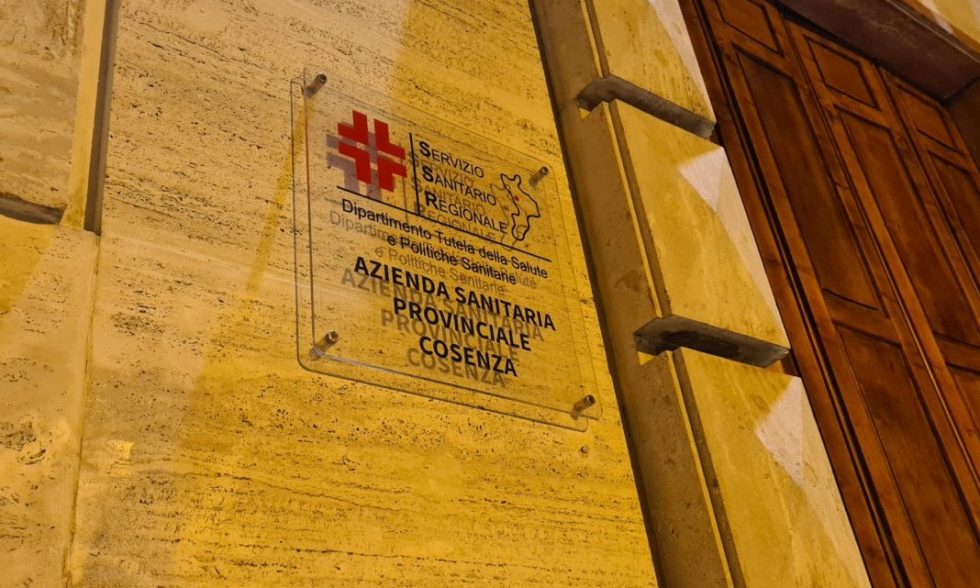 SERVIZIO
SANITARIO
REGIONALE
Dipartimento Tutela della Salute
e Politiche Sanitarie
AZIENDA SANITARIA
PROVINCIALE
COSENZA